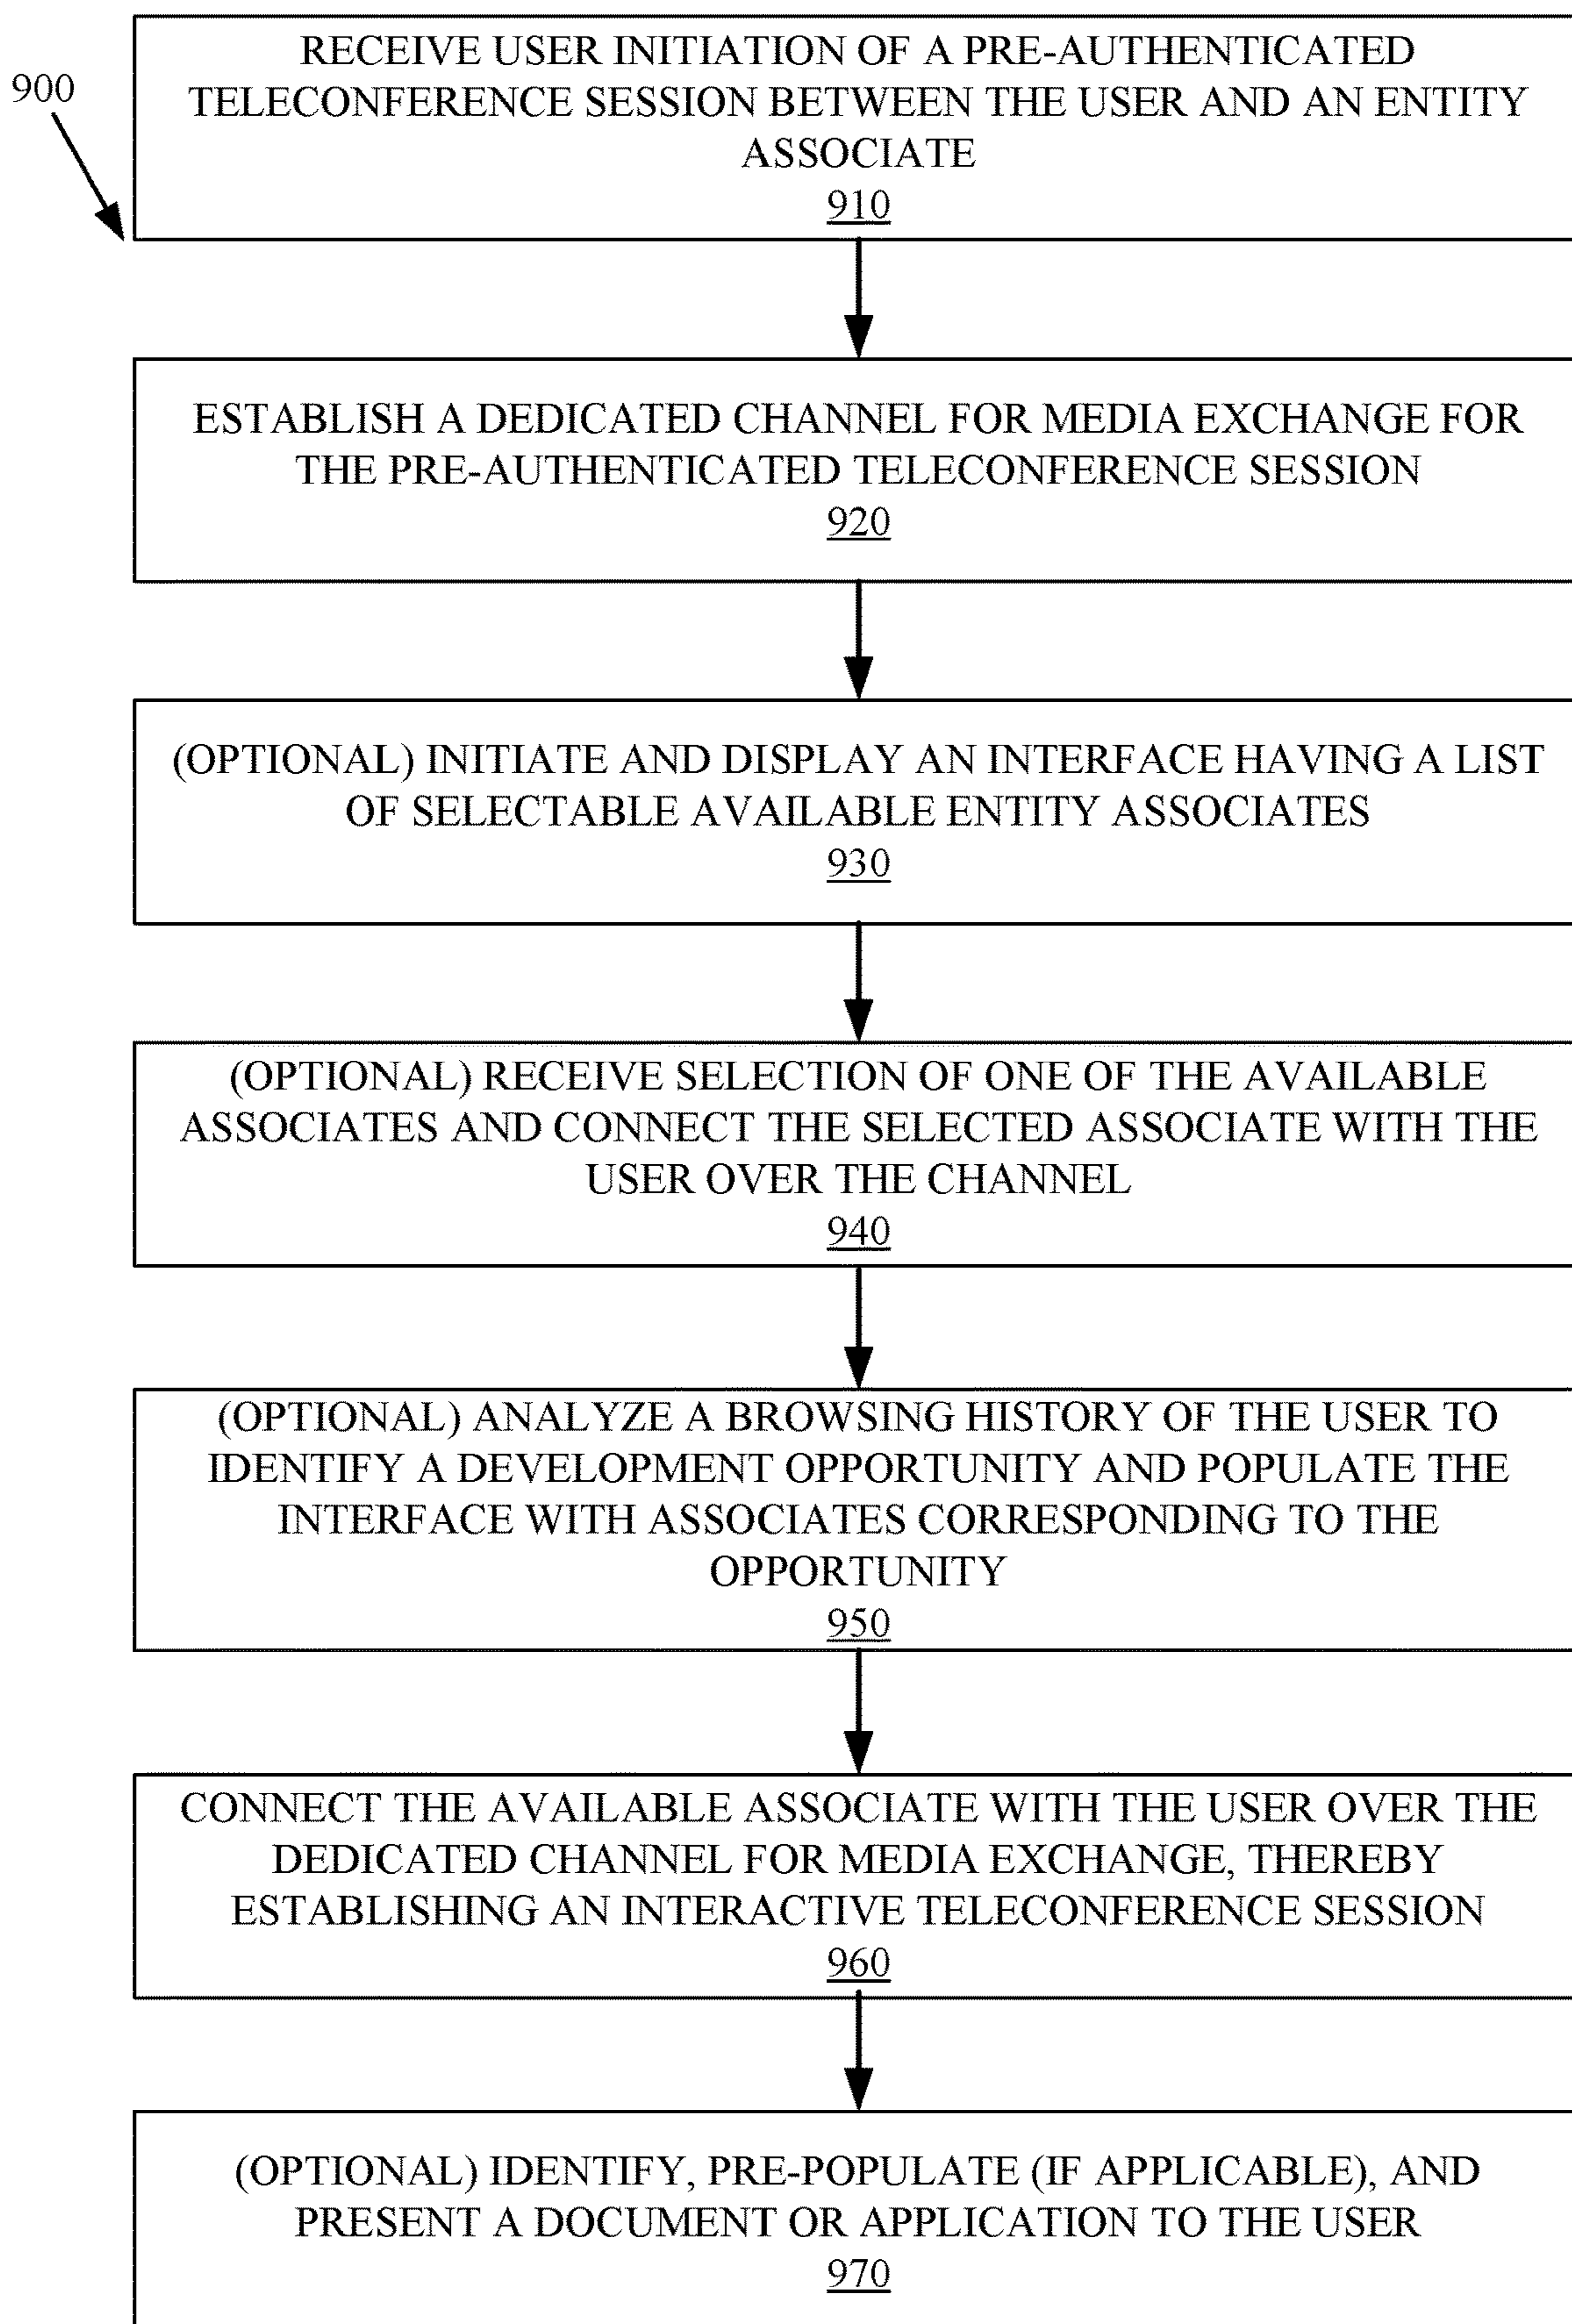 900
RECEIVE USER INITIATION OF A PRE-AUTHENTICATED
TELECONFERENCE SESSION BETWEEN THE USER AND AN ENTITY
ASSOCIATE
910
ESTABLISH A DEDICATED CHANNEL FOR MEDIA EXCHANGE FOR
THE PRE-AUTHENTICATED TELECONFERENCE SESSION
920
(OPTIONAL) INITIATE AND DISPLAY AN INTERFACE HAVING A LIST
OF SELECTABLE AVAILABLE ENTITY ASSOCIATES
930
(OPTIONAL) RECEIVE SELECTION OF ONE OF THE AVAILABLE
ASSOCIATES AND CONNECT THE SELECTED ASSOCIATE WITH THE
USER OVER THE CHANNEL
940
(OPTIONAL) ANALYZE A BROWSING HISTORY OF THE USER TO
IDENTIFY A DEVELOPMENT OPPORTUNITY AND POPULATE THE
INTERFACE WITH ASSOCIATES CORRESPONDING TO THE
OPPORTUNITY
950
CONNECT THE AVAILABLE ASSOCIATE WITH THE USER OVER THE
DEDICATED CHANNEL FOR MEDIA EXCHANGE, THEREBY
ESTABLISHING AN INTERACTIVE TELECONFERENCE SESSION
960
(OPTIONAL) IDENTIFY, PRE-POPULATE (IF APPLICABLE), AND
PRESENT A DOCUMENT OR APPLICATION TO THE USER
970